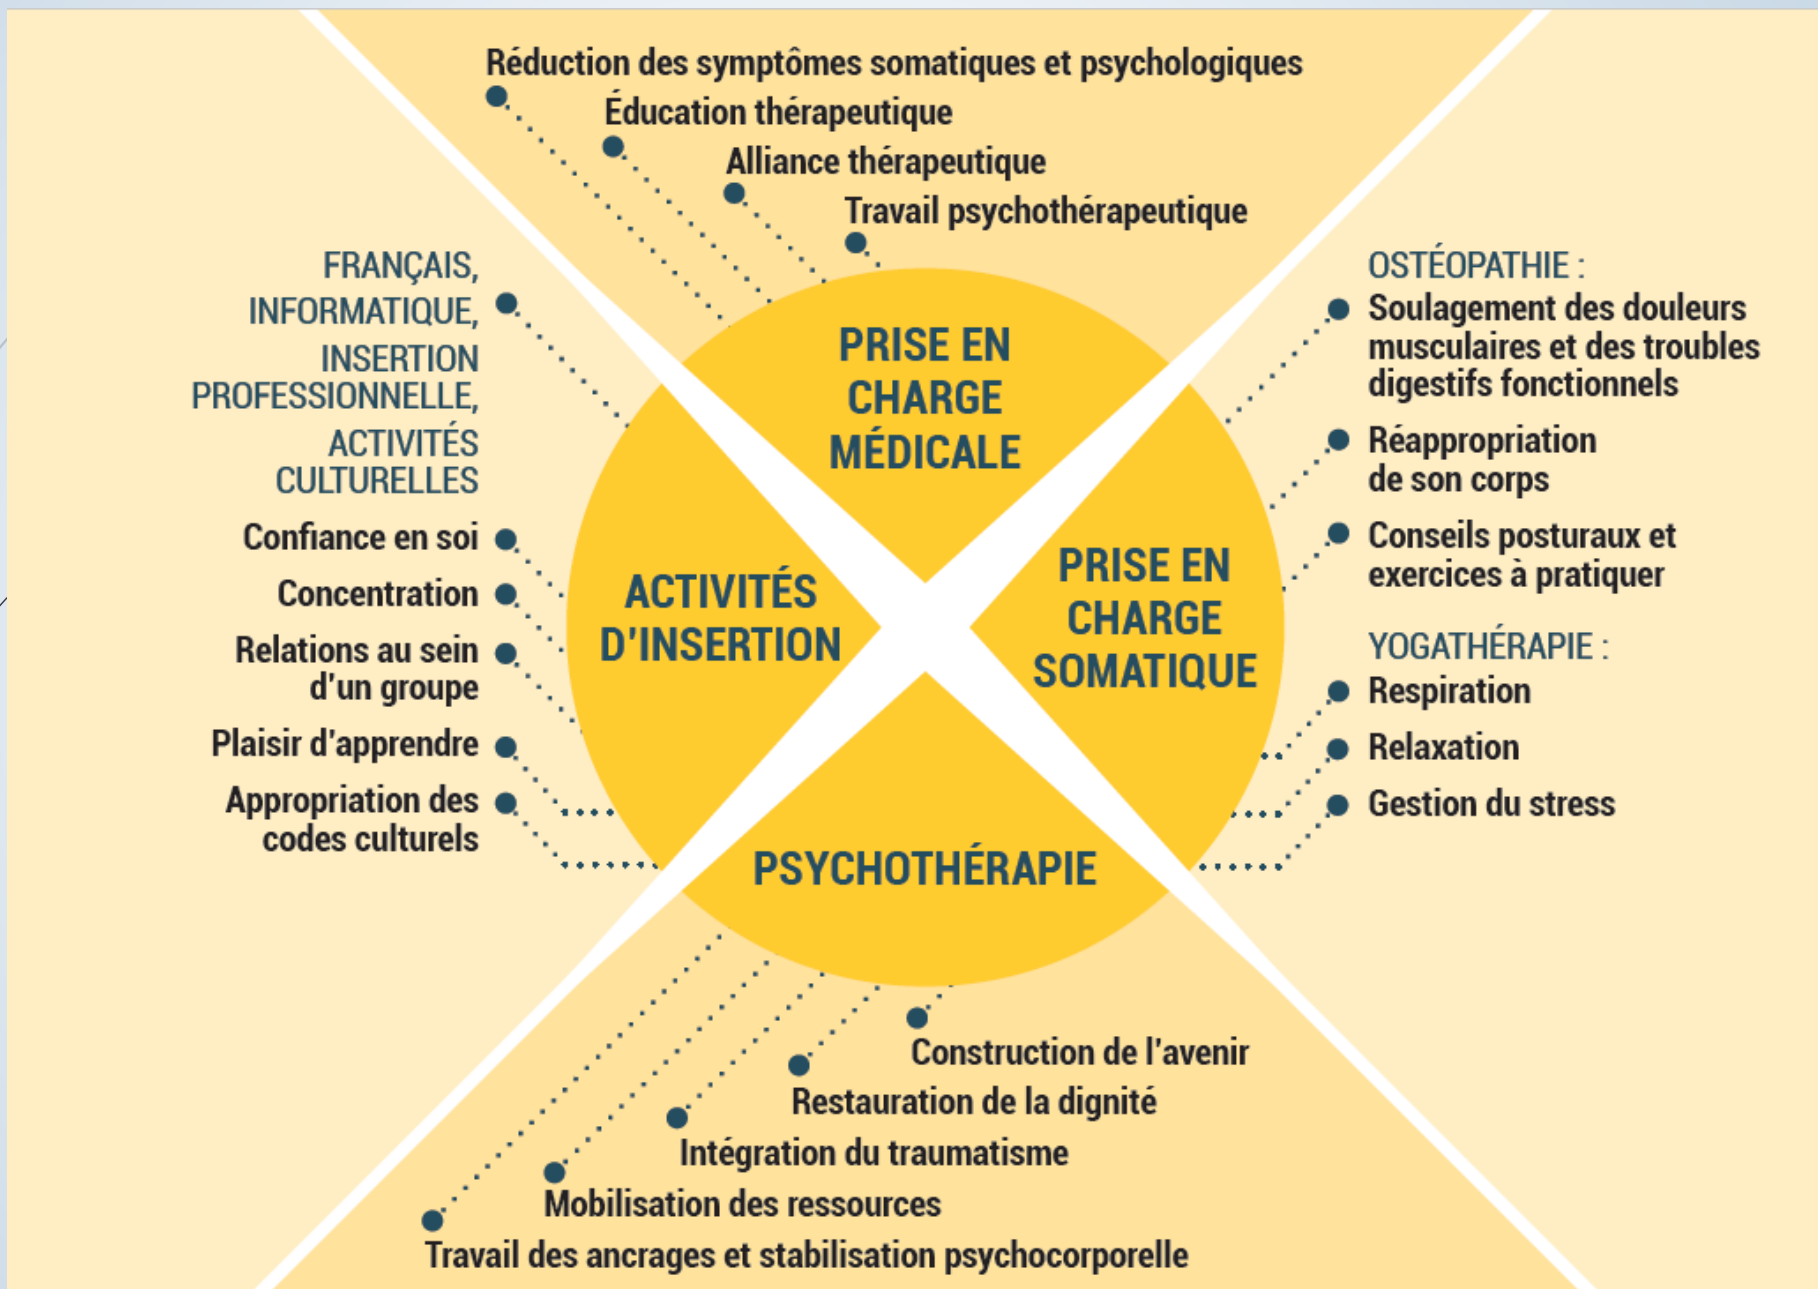 Réduction des symptômes somatiques et psychologiques
Éducation thérapeutique
Alliance thérapeutique
Travail psychothérapeutique
PRISE EN
CHARGE
MÉDICALE
FRANÇAIS,
INFORMATIQUE,
INSERTION
PROFESSIONNELLE,
ACTIVITÉS
CULTURELLES
Confiance en soi
Concentration
Relations au sein
d'un groupe
Plaisir d'apprendre
Appropriation des
codes culturels
ACTIVITÉS
D'INSERTION
PRISE EN
CHARGE
SOMATIQUE
OSTÉOPATHIE :
Soulagement des douleurs
musculaires et des troubles
digestifs fonctionnels
Réappropriation
de son corps
Conseils posturaux et
exercices à pratiquer
YOGATHÉRAPIE :
Respiration
Relaxation
Gestion du stress
PSYCHOTHÉRAPIE
Construction de l'avenir
Restauration de la dignité
Intégration du traumatisme
Mobilisation des ressources
Travail des ancrages et stabilisation psychocorporelle